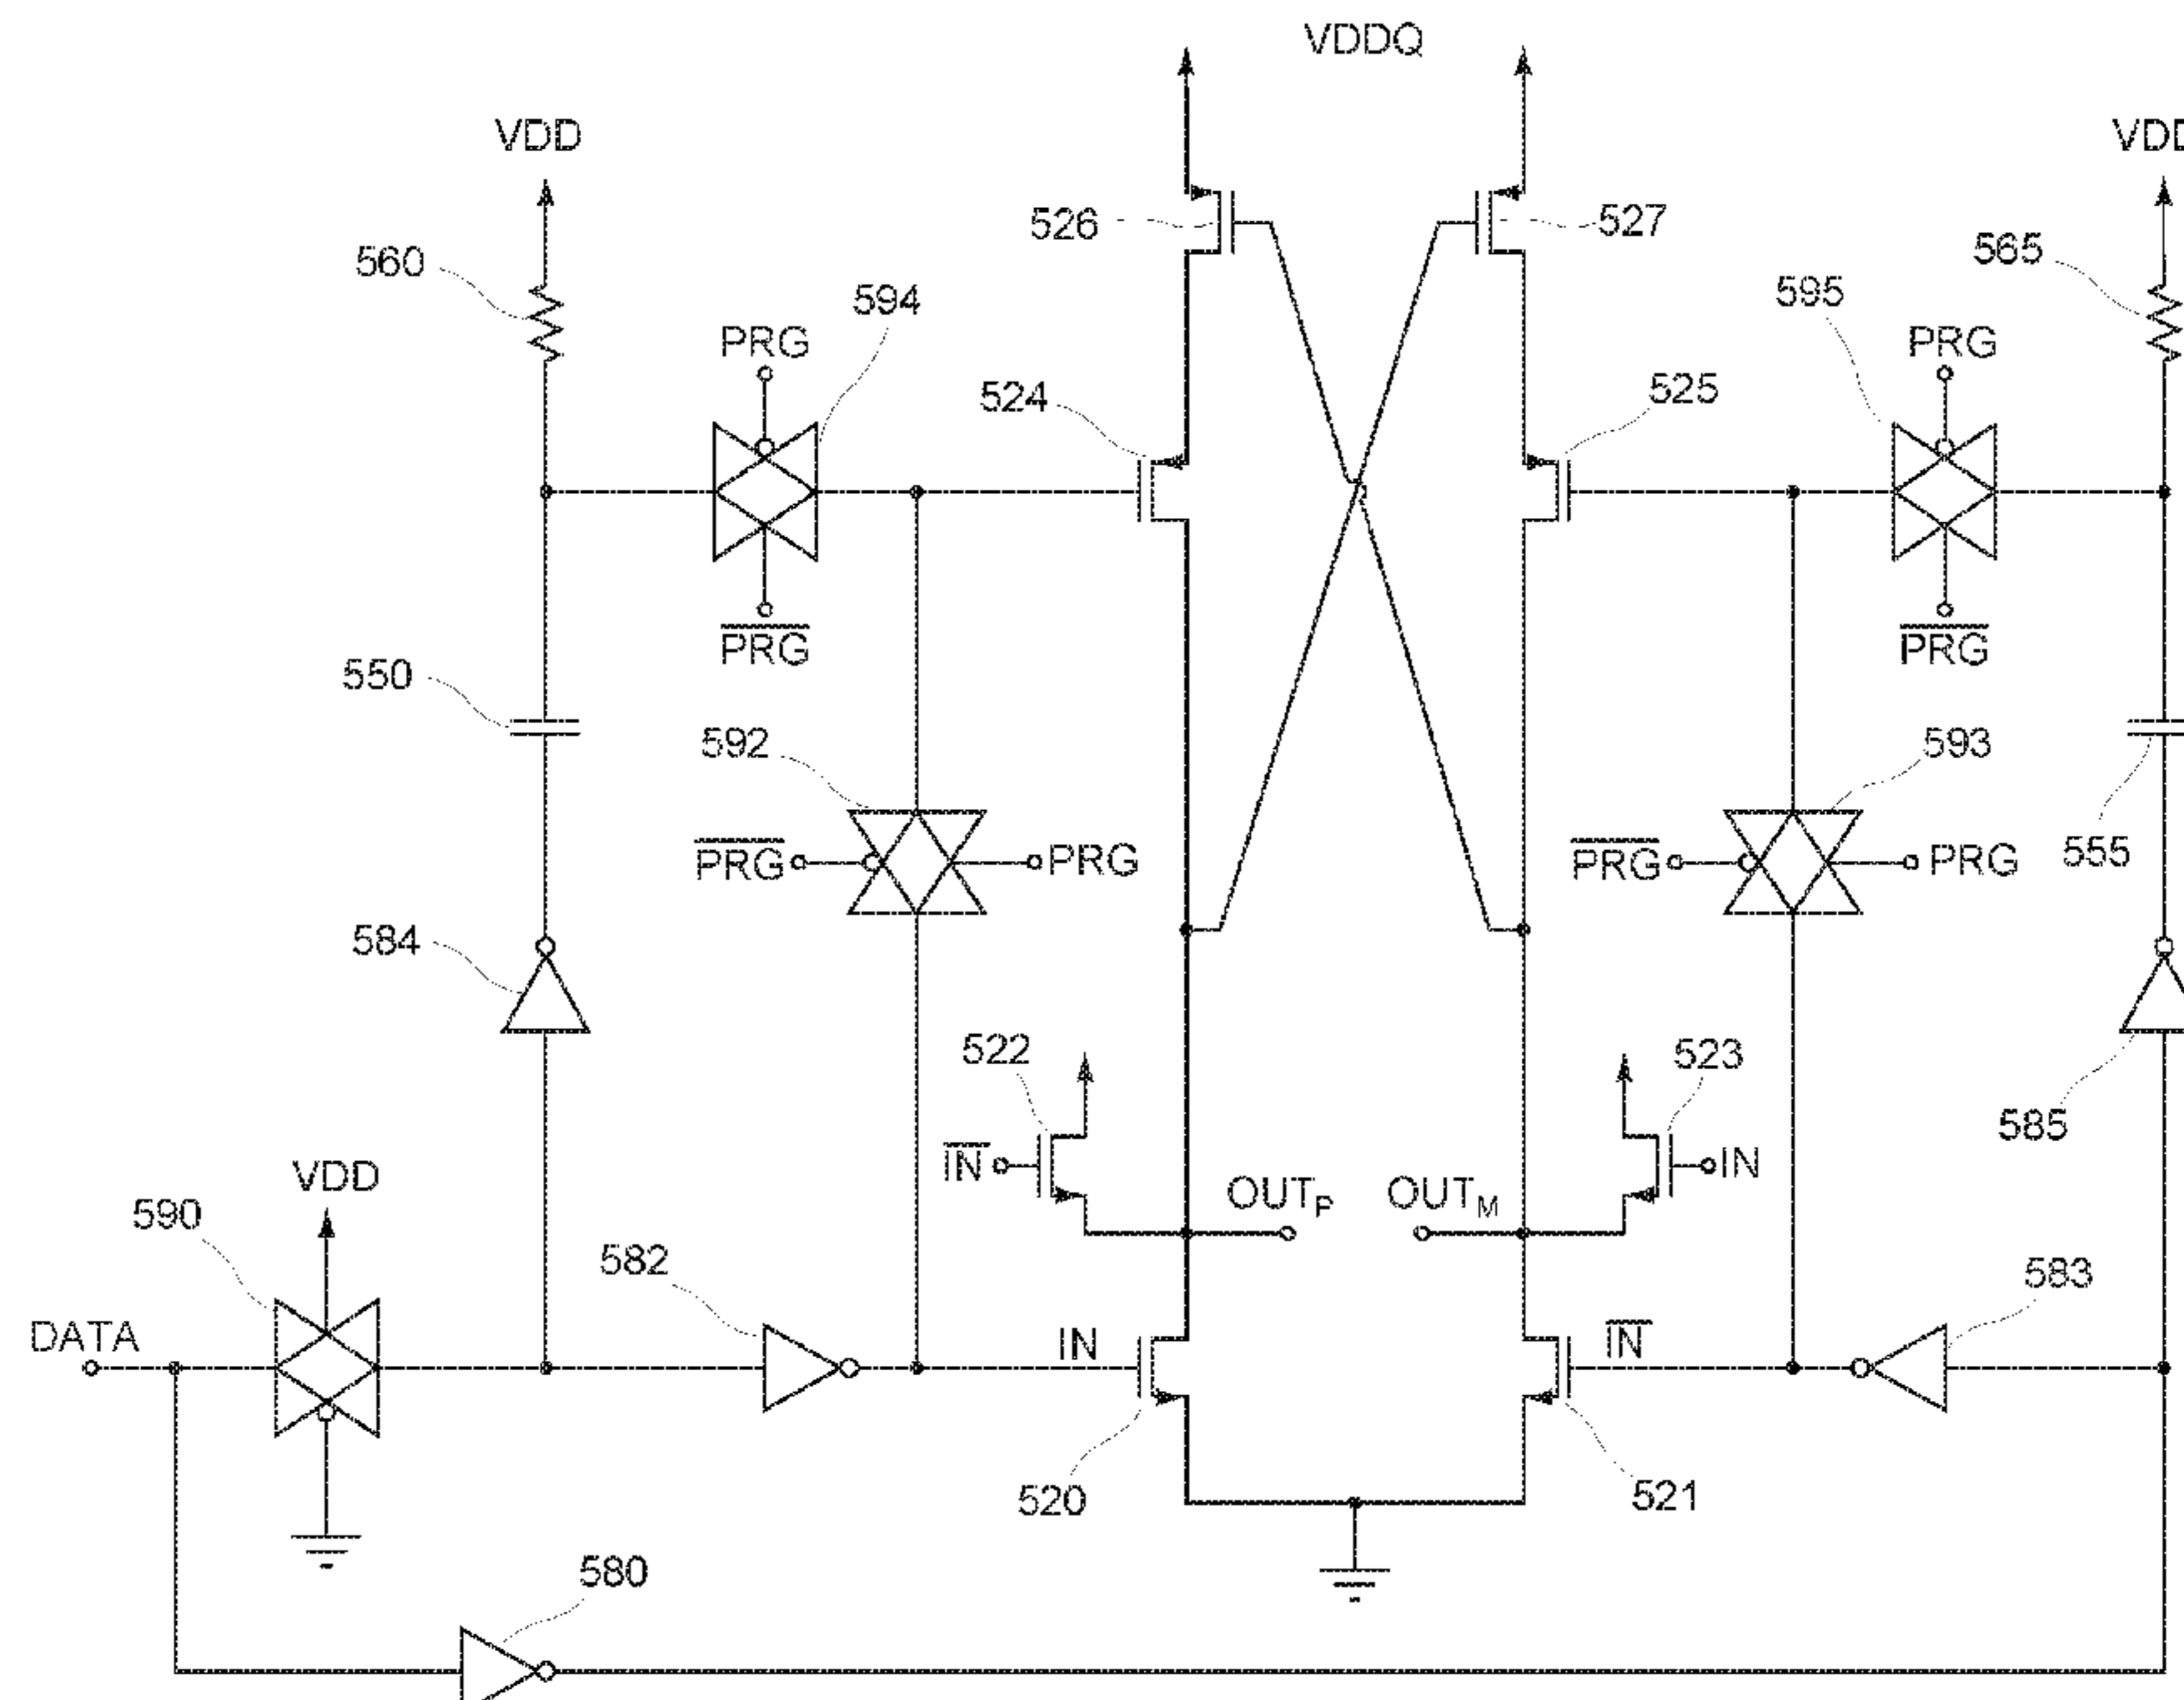 VDDQ
VDD
VDD
526
527
560
565
594
595
PRG
PRG
524
525
PRG
PRG
550
592
593
PRG
PRG
PRG
PRG
555
584
522
523
585
IN
IN
VDD
OUTP
OUTM
590
582
583
DATA
IN
IN
520
521
580